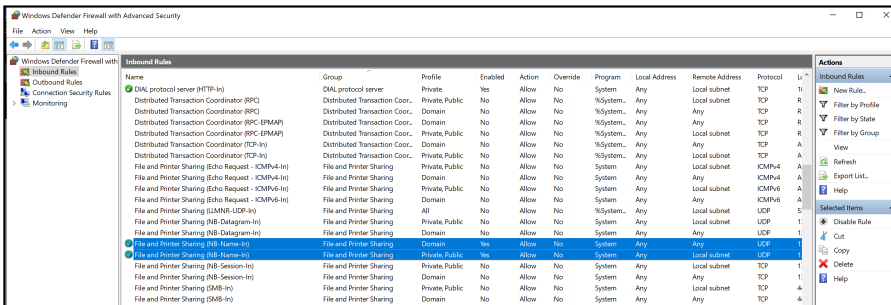 Windows Defender Firewall with Advanced Security
File Action View Help
Windows Defender Firewall with
Inbound Rules
Outbound Rules
Connection Security Rules
Monitoring
Inbound Rules
Name Group Profile Enabled Action Override Program Local Address Remote Address Protocol
DIAL protocol server (HTTP-In) DIAL protocol server Private Yes Allow No System Any Local subnet TCP
Distributed Transaction Coordinator (RPC) Distributed Transaction Coor... Private, Public No Allow No %System... Any Local subnet TCP
Distributed Transaction Coordinator (RPC) Distributed Transaction Coor... Domain No Allow No %System... Any Any TCP
Distributed Transaction Coordinator (RPC-EPMAP) Distributed Transaction Coor... Domain No Allow No %System... Any Any TCP
Distributed Transaction Coordinator (RPC-EPMAP) Distributed Transaction Coor... Private, Public No Allow No %System... Any Local subnet TCP
Distributed Transaction Coordinator (TCP-In) Distributed Transaction Coor... Domain No Allow No %System... Any Any TCP
Distributed Transaction Coordinator (TCP-In) Distributed Transaction Coor... Private, Public No Allow No %System... Any Local subnet TCP
File and Printer Sharing (Echo Request - ICMPv4-In) File and Printer Sharing Private, Public No Allow No System Any Local subnet ICMPv4
File and Printer Sharing (Echo Request - ICMPv4-In) File and Printer Sharing Domain No Allow No System Any Any ICMPv4
File and Printer Sharing (Echo Request - ICMPv6-In) File and Printer Sharing Private, Public No Allow No System Any Local subnet ICMPv6
File and Printer Sharing (Echo Request - ICMPv6-In) File and Printer Sharing Domain No Allow No System Any Any ICMPv6
File and Printer Sharing (LLMNR-UDP-In) File and Printer Sharing All No Allow No %System... Any Local subnet UDP
File and Printer Sharing (NB-Datagram-In) File and Printer Sharing Private, Public No Allow No System Any Local subnet UDP
File and Printer Sharing (NB-Datagram-In) File and Printer Sharing Domain No Allow No System Any Any UDP
File and Printer Sharing (NB-Name-In) File and Printer Sharing Domain Yes Allow No System Any Any UDP
File and Printer Sharing (NB-Name-In) File and Printer Sharing Private, Public Yes Allow No System Any Local subnet UDP
File and Printer Sharing (NB-Session-In) File and Printer Sharing Private, Public No Allow No System Any Local subnet TCP
File and Printer Sharing (NB-Session-In) File and Printer Sharing Domain No Allow No System Any Any TCP
File and Printer Sharing (SMB-In) File and Printer Sharing Private, Public No Allow No System Any Local subnet TCP
File and Printer Sharing (SMB-In) File and Printer Sharing Domain No Allow No System Any Any TCP
Actions
Inbound Rules
New Rule...
Filter by Profile
Filter by State
Filter by Group
View
Refresh
Export List...
Help
Selected Items
Disable Rule
Cut
Copy
Delete
Help